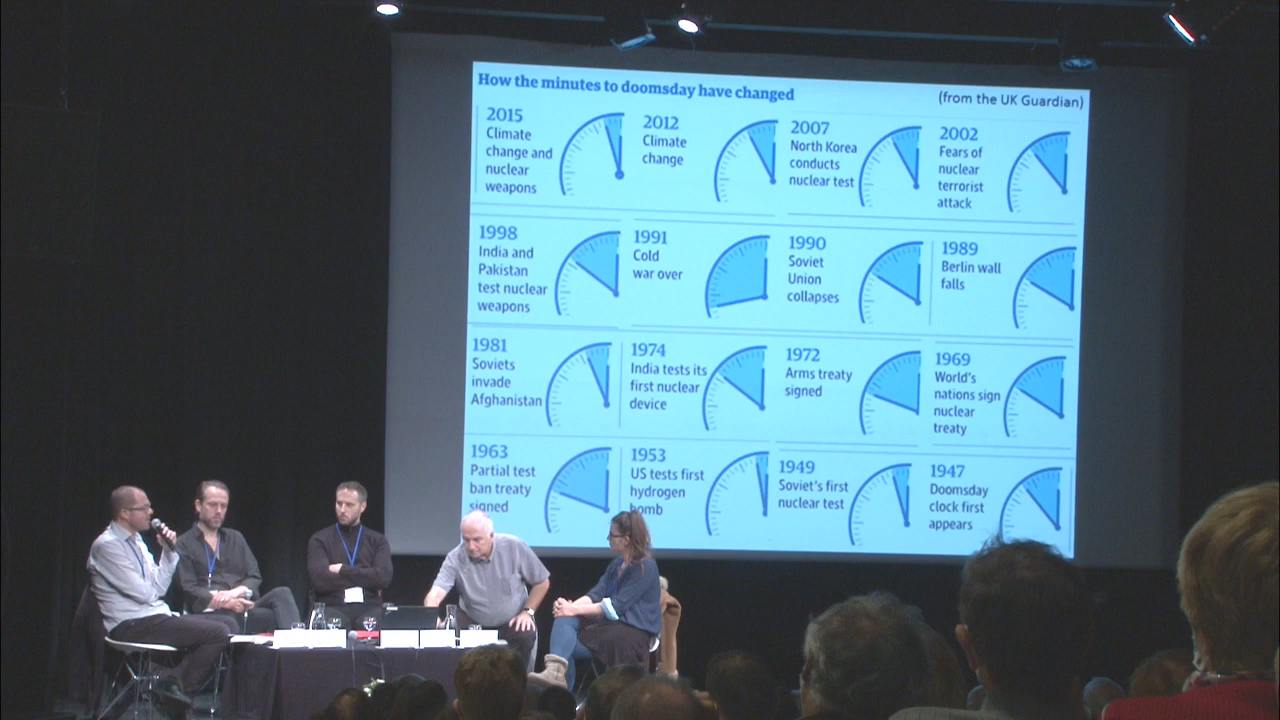 How the minutes to doomsday have changed
(from the UK Guardian)
2015
Climate
change and
nuclear
weapons
2012
Climate
change
2007
North Korea
conducts
nuclear test
2002
Fears of
nuclear
terrorist
attack
1998
India and
Pakistan
test nuclear
weapons
1991
Cold
war over
1990
Soviet
Union
collapses
1989
Berlin wall
falls
1981
Soviets
invade
Afghanistan
1974
India tests its
first nuclear
device
1972
Arms treaty
signed
1969
World's
nations sign
nuclear
treaty
1963
Partial test
ban treaty
signed
1953
US tests first
hydrogen
bomb
1949
Soviet's first
nuclear test
1947
Doomsday
clock first
appears